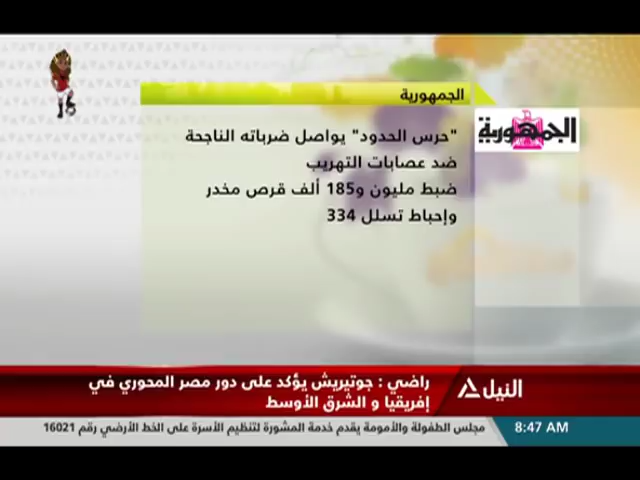 الجمهورية
الجمهورية
"حرس الحدود" يواصل ضرباته الناجحة
ضد عصابات التهريب
ضبط مليون و185 ألف قرص مخدر
وإحباط تسلل 334
النيل
راضي : جوتيريش يؤكد على دور مصر المحوري في
إفريقيا و الشرق الأوسط
8:47 AM
مجلس الطفولة والأمومة يقدم خدمة المشورة لتنظيم الأسرة على الخط الأرضي رقم 16021